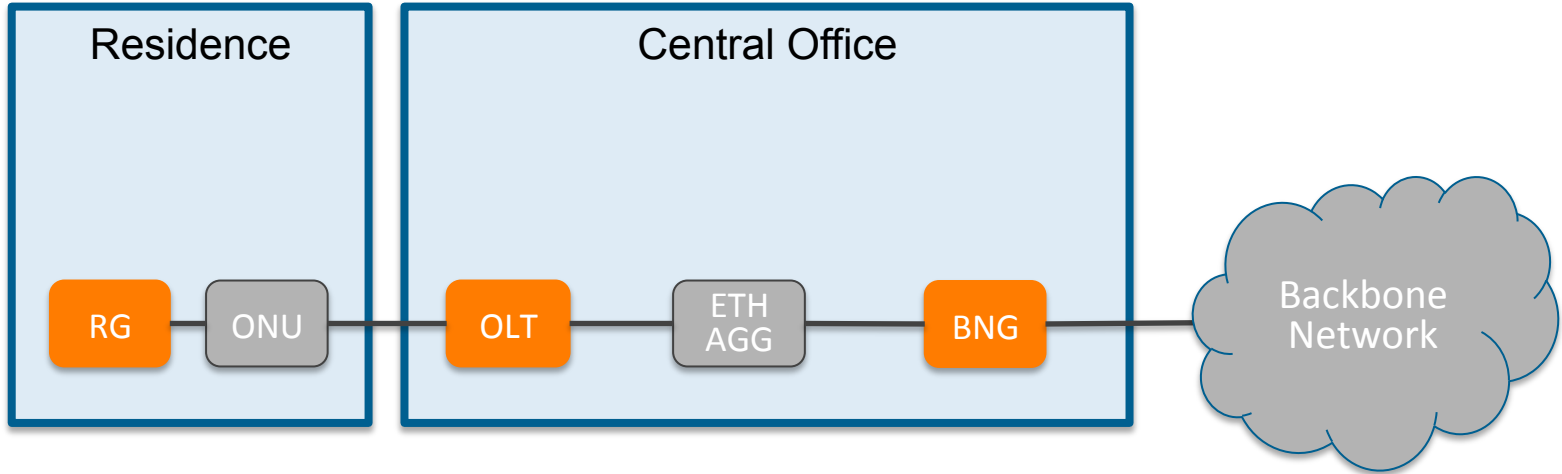 Residence
Central Office
RG
ONU
OLT
ETH
AGG
BNG
Backbone
Network